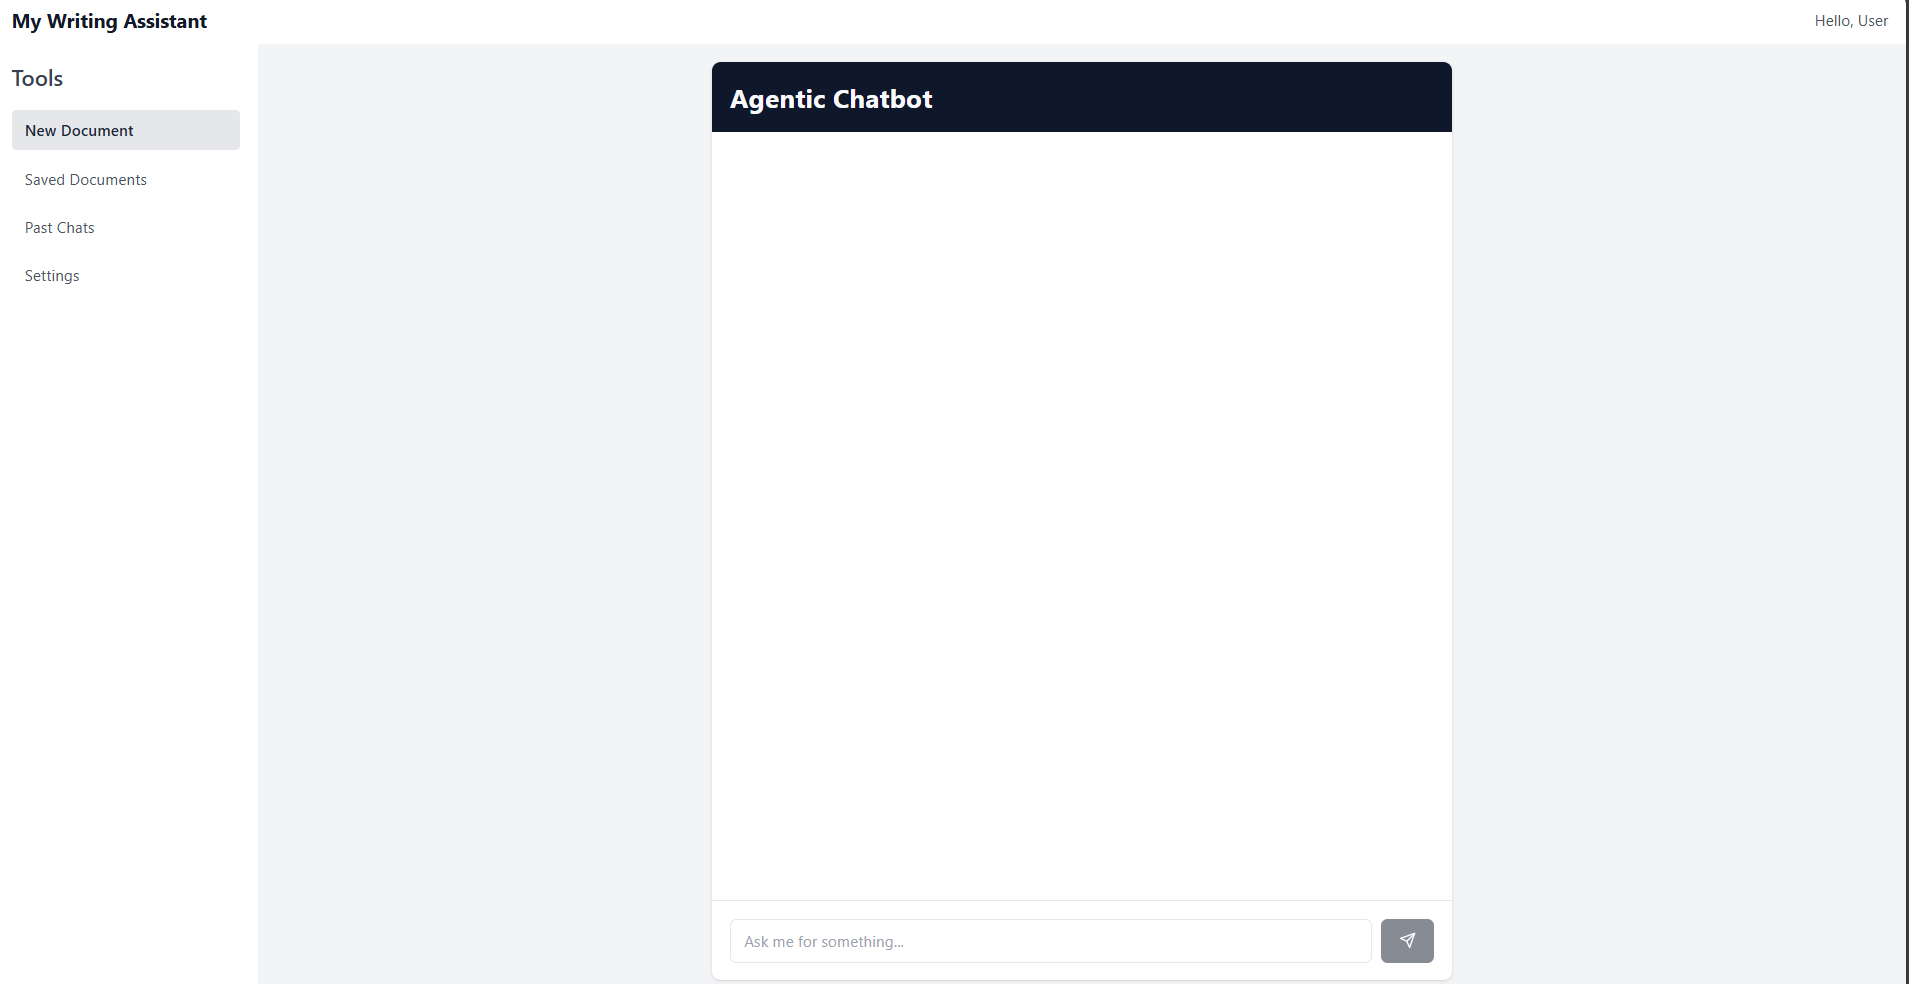 My Writing Assistant
Hello, User
Tools
New Document
Saved Documents
Past Chats
Settings
Agentic Chatbot
Ask me for something...